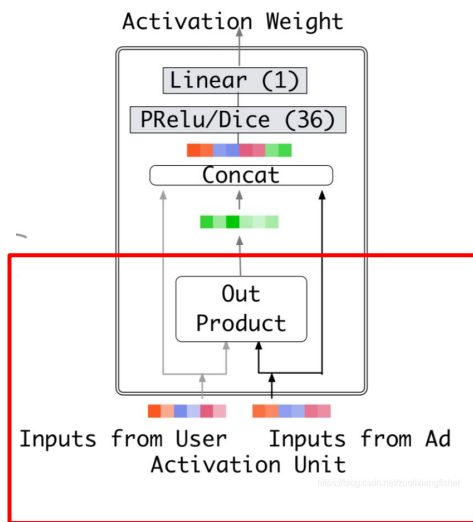 Activation Weight
Linear (1)
PRelu/Dice (36)
Concat
Out
Product
Inputs from User Inputs from Ad
Activation Unit